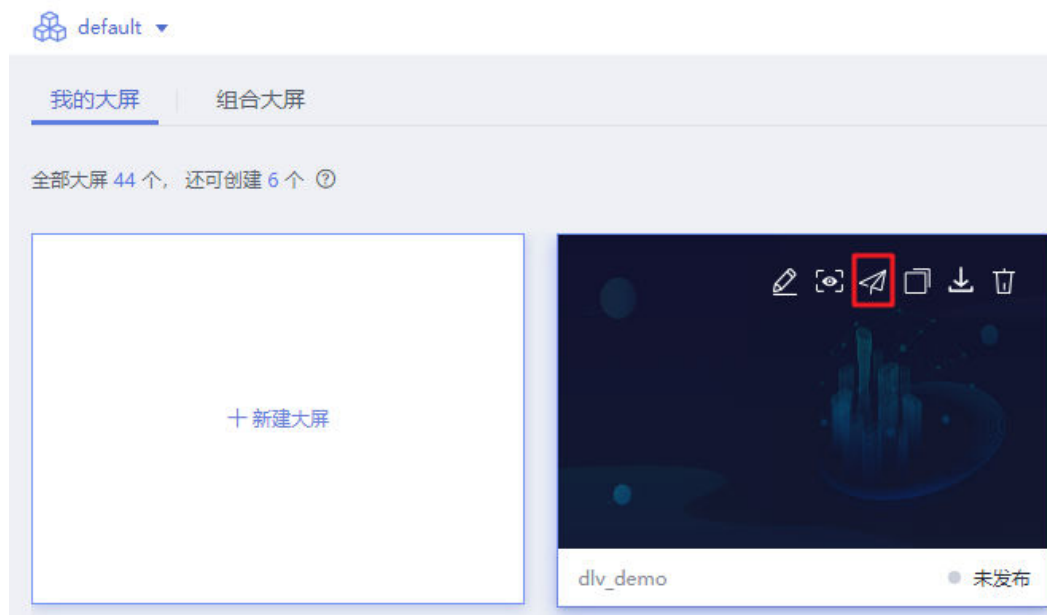 default
我的大屏 组合大屏
全部大屏 44 个, 还可创建 6 个 ?
十 新建大屏
dlv_demo 未发布